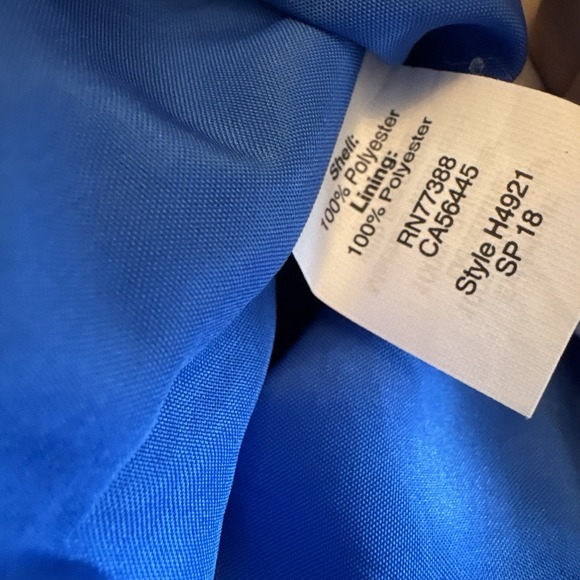 Shell:
100% Polyester
Lining:
100% Polyester
RN77388
CA56445
Style H4921
SP 18